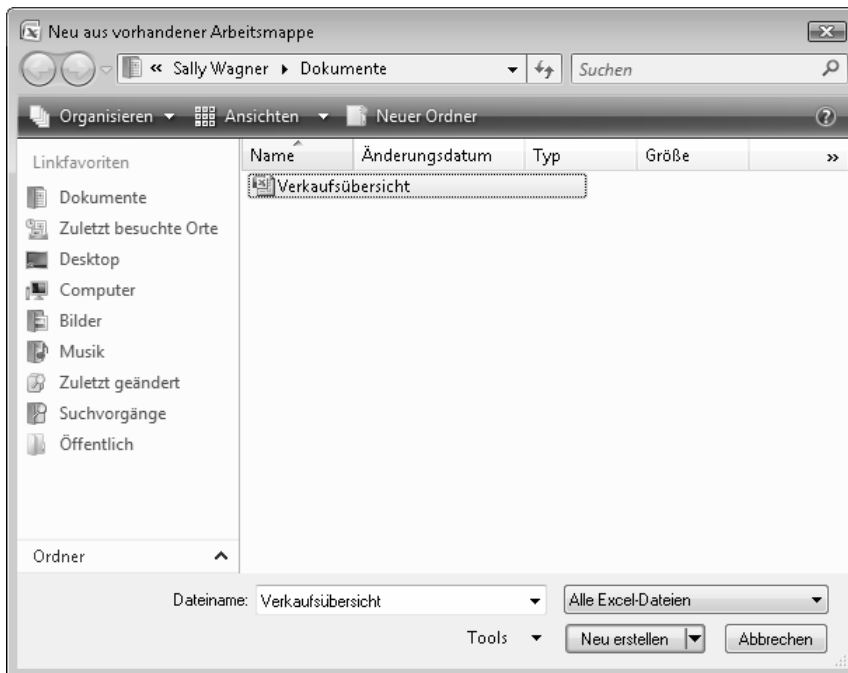 Neu aus vorhandener Arbeitsmappe
« Sally Wagner Dokumente
Suchen
Organisieren Ansichten Neuer Ordner
Linkfavoriten
Name Änderungsdatum Typ Größe »
Verkaufsübersicht
Dokumente
Zuletzt besuchte Orte
Desktop
Computer
Bilder
Musik
Zuletzt geändert
Suchvorgänge
Öffentlich
Ordner
Dateiname: Verkaufsübersicht Alle Excel-Dateien
Tools Neu erstellen Abbrechen